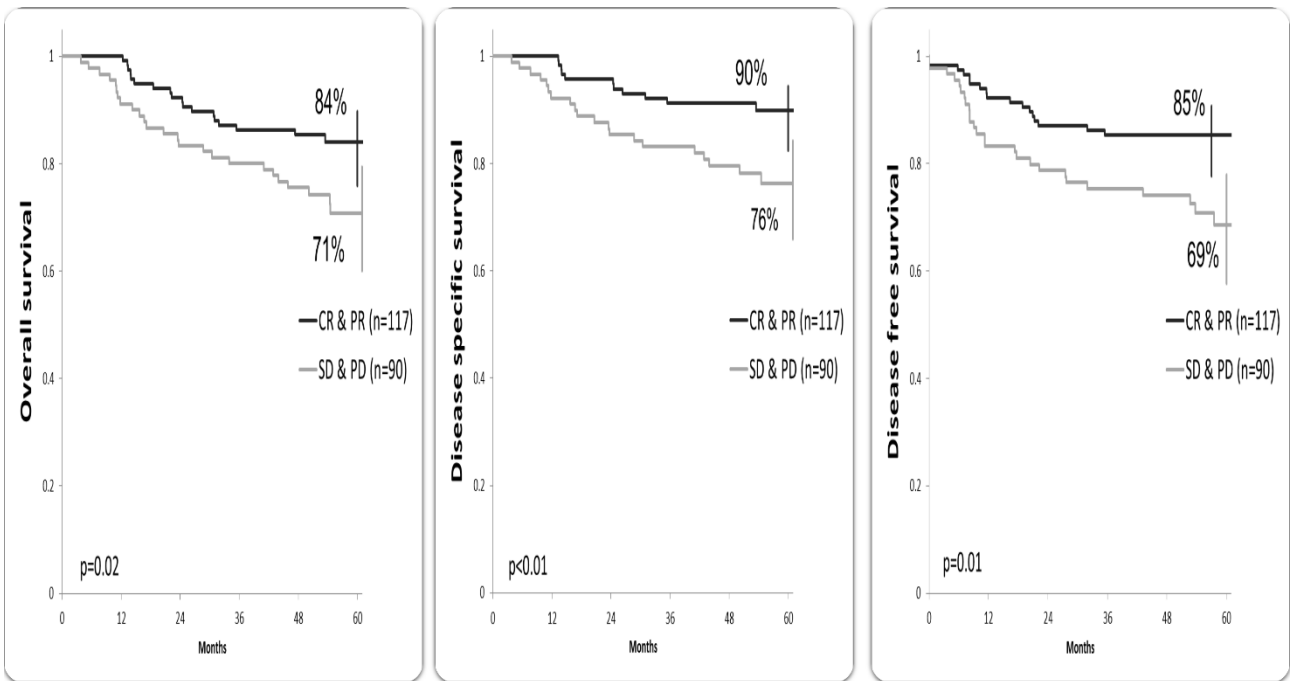 Overall survival
1
0.8
0.6
0.4
0.2
0
84%
71%
CR & PR (n=117)
SD & PD (n=90)
p=0.02
0 12 24 36 48 60
Months
Disease specific survival
1
0.8
0.6
0.4
0.2
0
90%
76%
CR & PR (n=117)
SD & PD (n=90)
p<0.01
0 12 24 36 48 60
Months
Disease free survival
1
0.8
0.6
0.4
0.2
0
85%
69%
CR & PR (n=117)
SD & PD (n=90)
p=0.01
0 12 24 36 48 60
Months